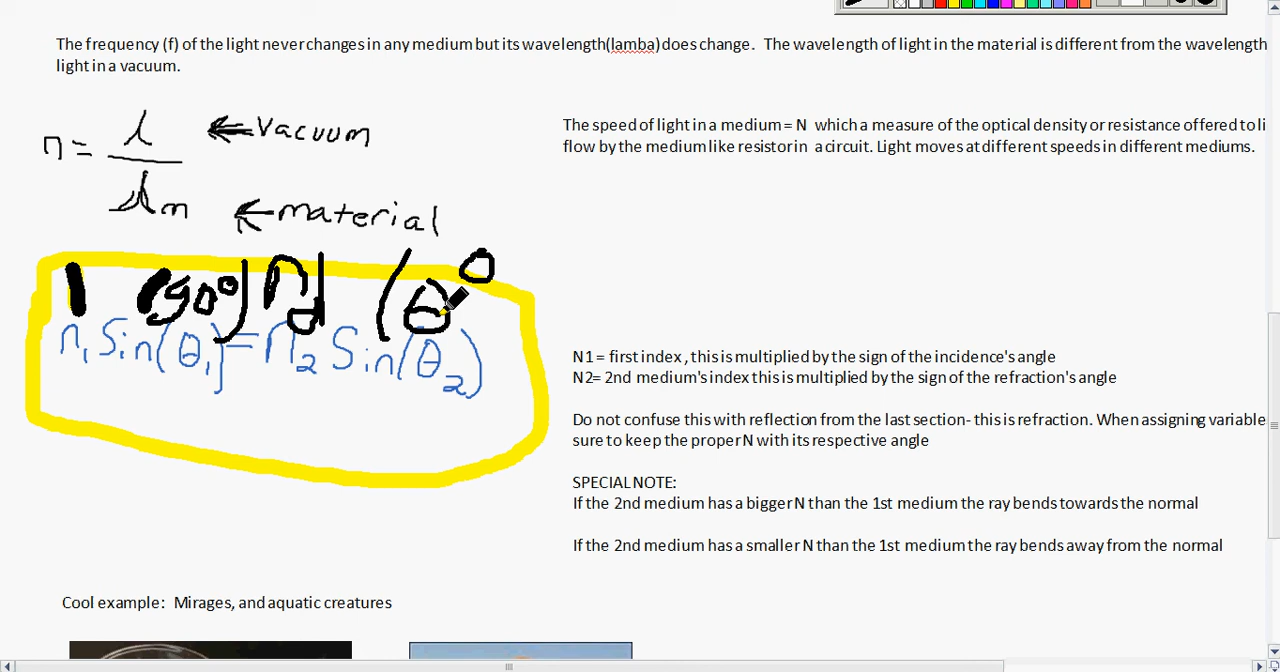 The frequency (f) of the light never changes in any medium but its wavelength(lamba) does change. The wavelength of light in the material is different from the wavelength
light in a vacuum.
n = λ ← Vacuum
λm ← material
The speed of light in a medium = N which a measure of the optical density or resistance offered to li
flow by the medium like resistor in a circuit. Light moves at different speeds in different mediums.
1 (90°) (θ°
n₁ Sin(θ₁) = n₂ Sin(θ₂)
N1 = first index , this is multiplied by the sign of the incidence's angle
N2= 2nd medium's index this is multiplied by the sign of the refraction's angle
Do not confuse this with reflection from the last section- this is refraction. When assigning variable
sure to keep the proper N with its respective angle
SPECIAL NOTE:
If the 2nd medium has a bigger N than the 1st medium the ray bends towards the normal
If the 2nd medium has a smaller N than the 1st medium the ray bends away from the normal
Cool example: Mirages, and aquatic creatures